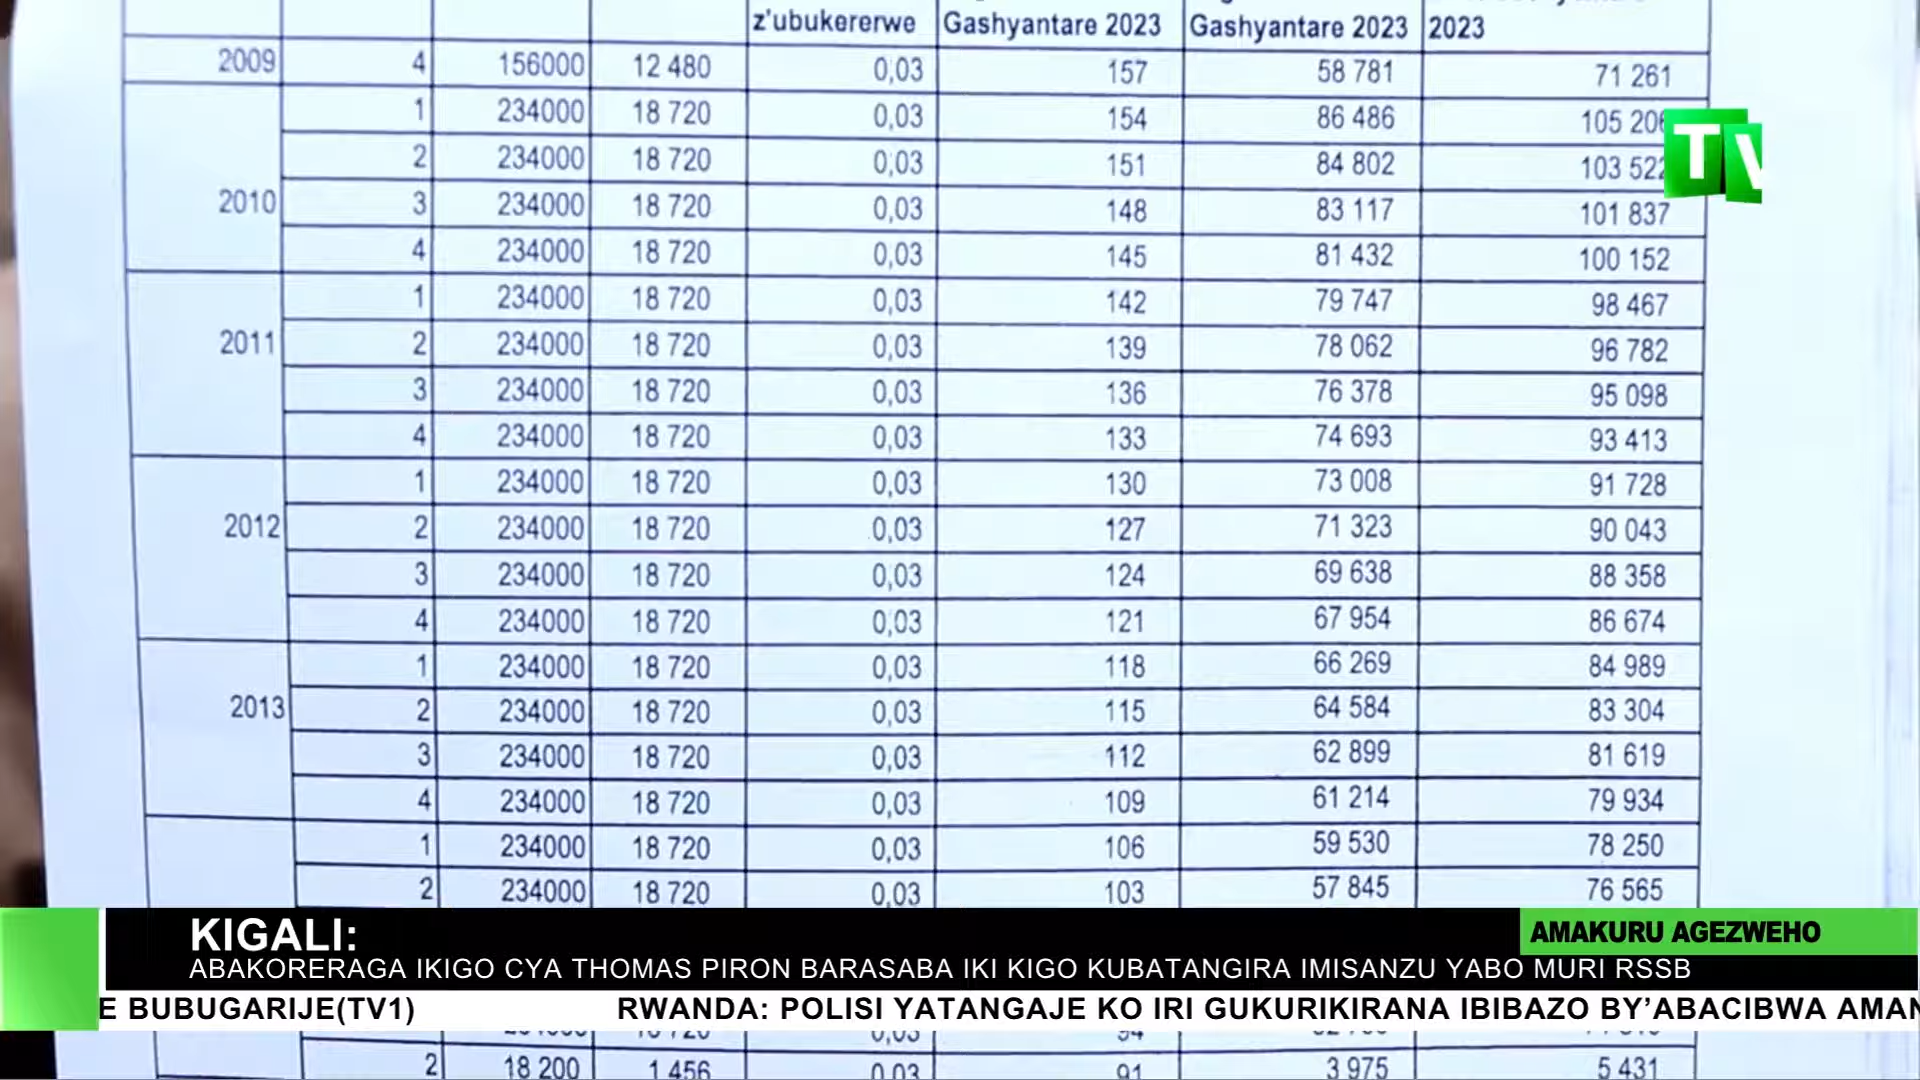 z'ubukererwe Gashyantare 2023 Gashyantare 2023 2023
2009 4 156000 12 480 0,03 157 58 781 71 261
1 234000 18 720 0,03 154 86 486 105 206
2 234000 18 720 0,03 151 84 802 103 522
2010 3 234000 18 720 0,03 148 83 117 101 837
4 234000 18 720 0,03 145 81 432 100 152
1 234000 18 720 0,03 142 79 747 98 467
2011 2 234000 18 720 0,03 139 78 062 96 782
3 234000 18 720 0,03 136 76 378 95 098
4 234000 18 720 0,03 133 74 693 93 413
1 234000 18 720 0,03 130 73 008 91 728
2012 2 234000 18 720 0,03 127 71 323 90 043
3 234000 18 720 0,03 124 69 638 88 358
4 234000 18 720 0,03 121 67 954 86 674
1 234000 18 720 0,03 118 66 269 84 989
2013 2 234000 18 720 0,03 115 64 584 83 304
3 234000 18 720 0,03 112 62 899 81 619
4 234000 18 720 0,03 109 61 214 79 934
1 234000 18 720 0,03 106 59 530 78 250
2 234000 18 720 0,03 103 57 845 76 565
TV
KIGALI:
AMAKURU AGEZWEHO
ABAKORERAGA IKIGO CYA THOMAS PIRON BARASABA IKI KIGO KUBATANGIRA IMISANZU YABO MURI RSSB
E BUBUGARIJE(TV1) RWANDA: POLISI YATANGAJE KO IRI GUKURIKIRANA IBIBAZO BY'ABACIBWA AMAN
2 18 200 1 456 0,03 91 3 975 5 431